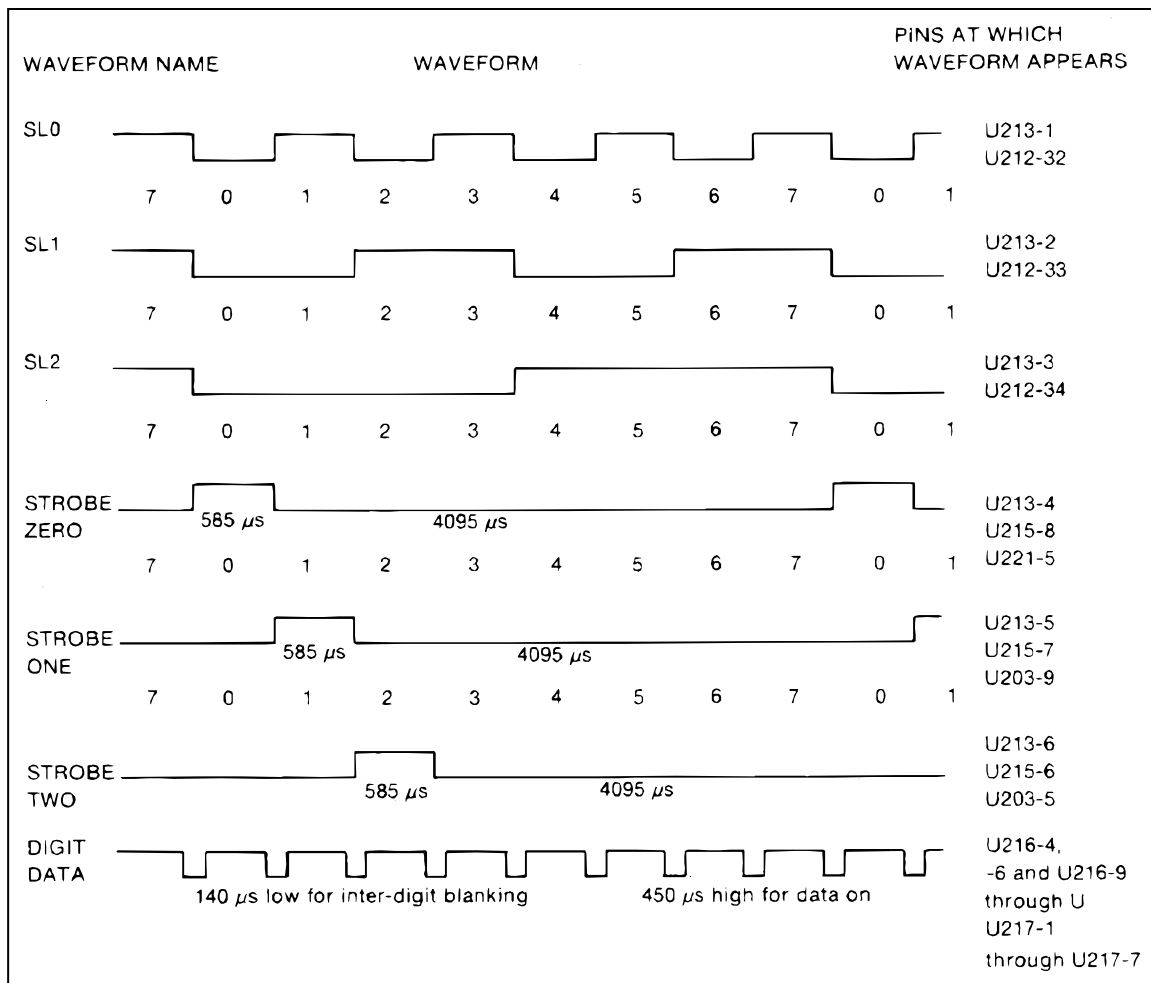 PINS AT WHICH
WAVEFORM NAME WAVEFORM WAVEFORM APPEARS
SL0 U213-1
U212-32
7 0 1 2 3 4 5 6 7 0 1
SL1 U213-2
U212-33
7 0 1 2 3 4 5 6 7 0 1
SL2 U213-3
U212-34
7 0 1 2 3 4 5 6 7 0 1
STROBE U213-4
585 µs 4095 µs
ZERO U215-8
7 0 1 2 3 4 5 6 7 0 1 U221-5
STROBE U213-5
585 µs 4095 µs
ONE U215-7
U203-9
7 0 1 2 3 4 5 6 7 0 1
U213-6
STROBE U215-6
585 µs 4095 µs
TWO U203-5
DIGIT U216-4,
DATA -6 and U216-9
140 µs low for inter-digit blanking 450 µs high for data on through U
U217-1
through U217-7